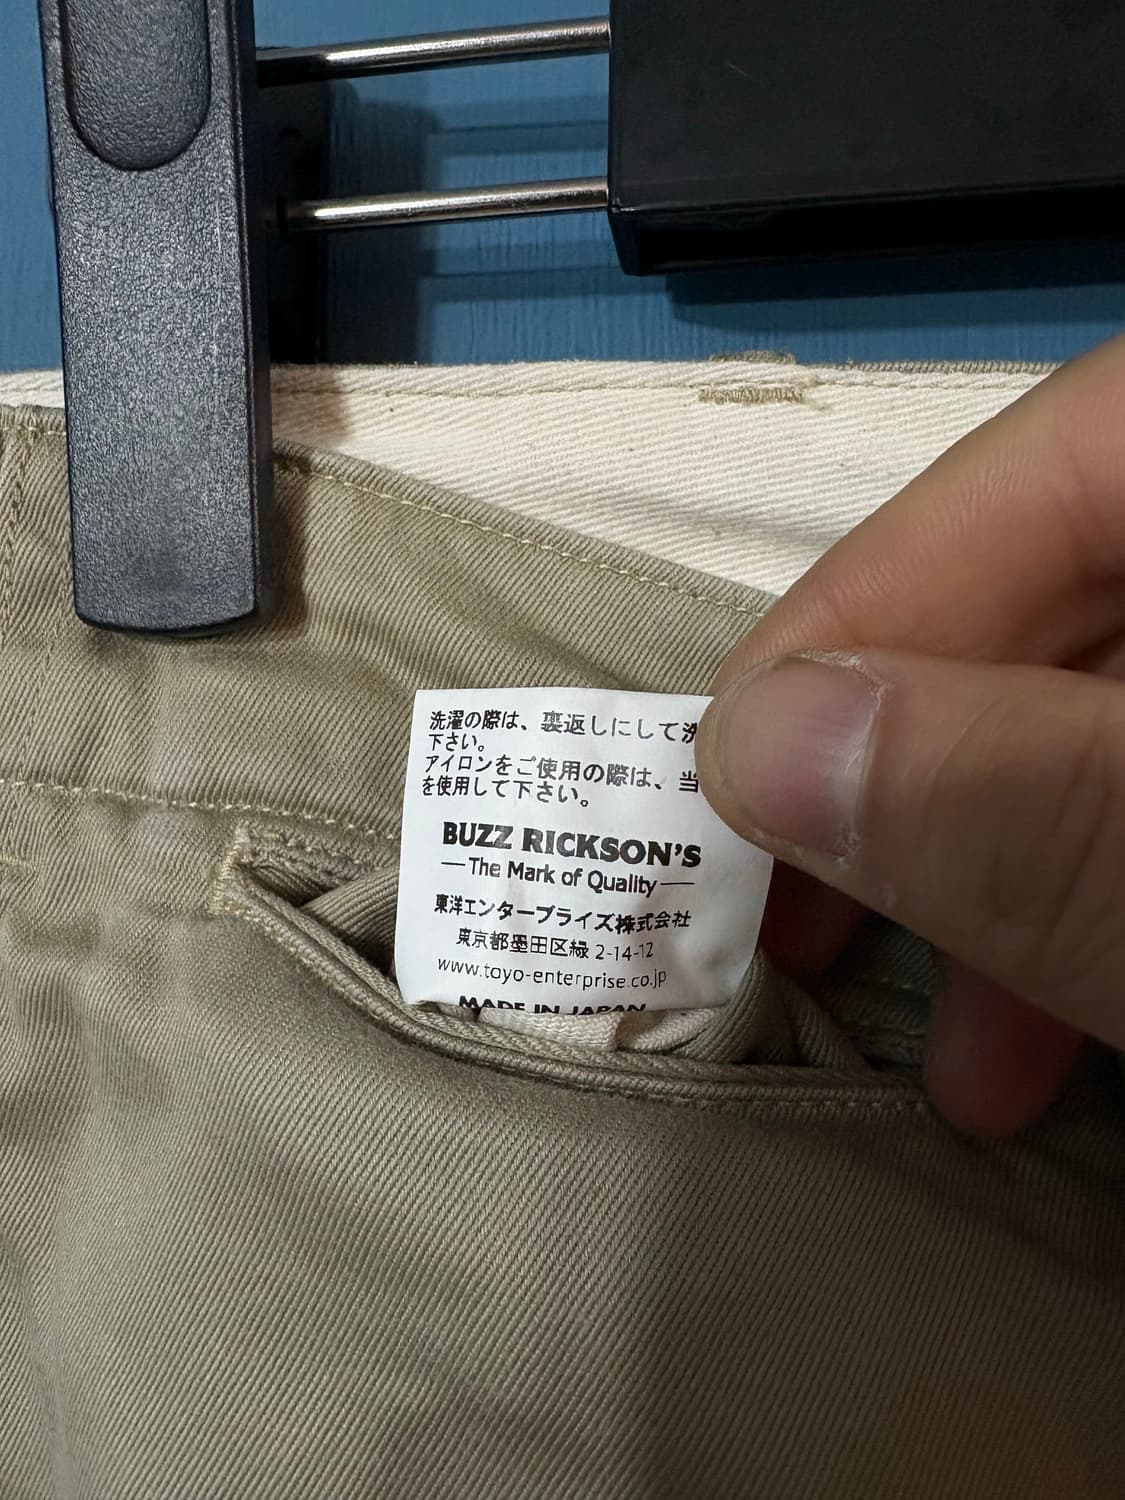 洗濯の際は、裏返しにして洗
下さい。
アイロンをご使用の際は、当
を使用して下さい。
BUZZ RICKSON'S
The Mark of Quality
東洋エンタープライズ株式会社
東京都墨田区緑 2-14-12
www.toyo-enterprise.co.jp
MADE IN JAPAN